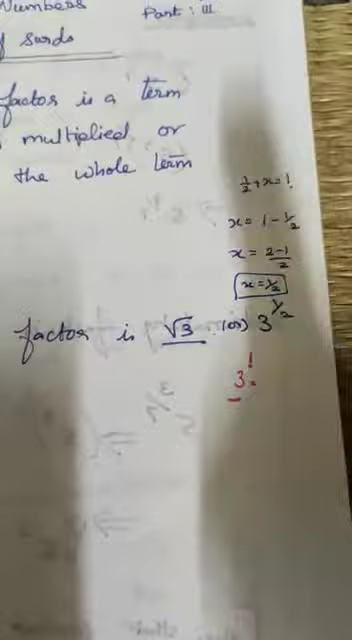 Numbers
Part: III
of surds
factor is a term
multiplied or
the whole term
1/2 + x = 1
x = 1 - 1/2
x = 2-1/2
x = 1/2
factor is √3 (or) 3^1/2
3!